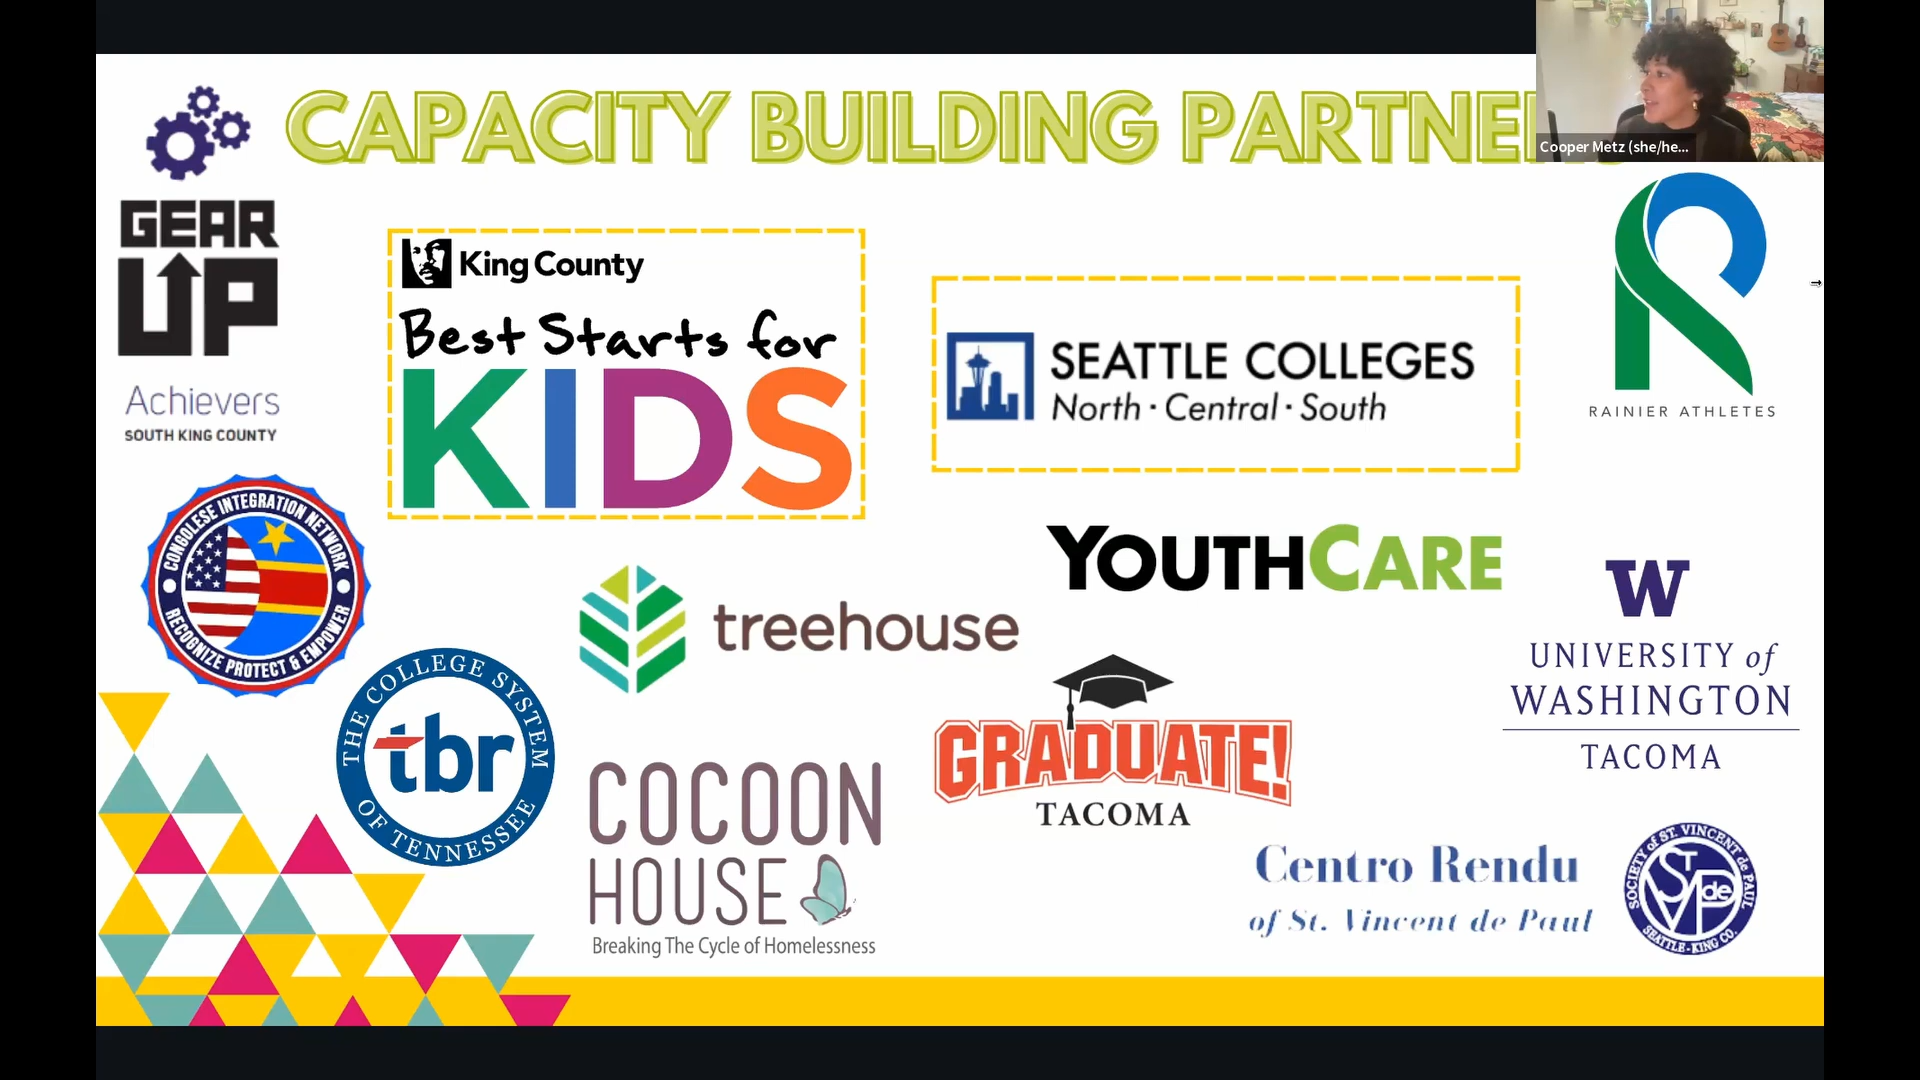 CAPACITY BUILDING PARTNE
Cooper Metz (she/he...
GEAR
UP
Achievers
SOUTH KING COUNTY
King County
Best Starts for
KIDS
SEATTLE COLLEGES
North · Central · South
RAINIER ATHLETES
CONGOLESE INTEGRATION NETWORK
RECOGNIZE PROTECT & EMPOWER
treehouse
YOUTHCARE
W
UNIVERSITY of
WASHINGTON
TACOMA
THE COLLEGE SYSTEM
tbr
OF TENNESSEE
COCOON
HOUSE
Breaking The Cycle of Homelessness
GRADUATE!
TACOMA
Centro Rendu
of St. Vincent de Paul
SOCIETY of ST. VINCENT de PAUL
ST
V P de
SEATTLE-KING CO.